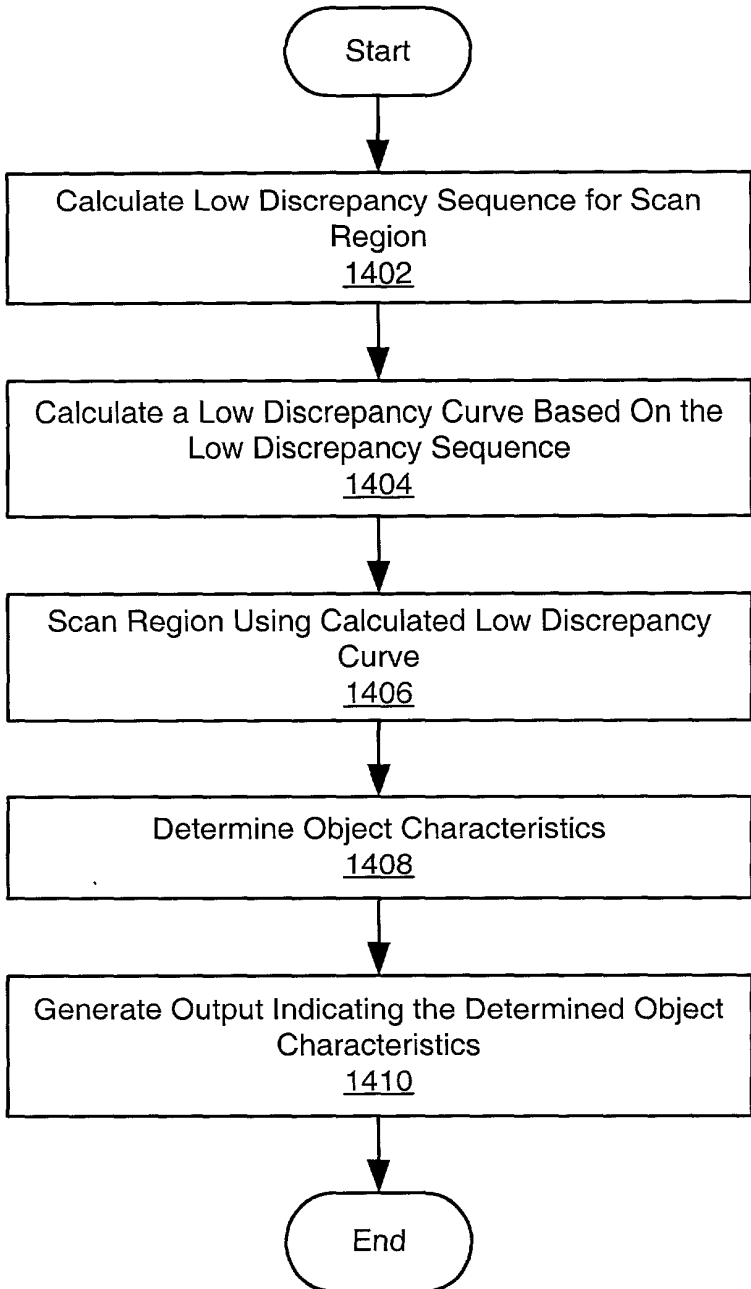 Start
Calculate Low Discrepancy Sequence for Scan
Region
1402
Calculate a Low Discrepancy Curve Based On the
Low Discrepancy Sequence
1404
Scan Region Using Calculated Low Discrepancy
Curve
1406
Determine Object Characteristics
1408
Generate Output Indicating the Determined Object
Characteristics
1410
End